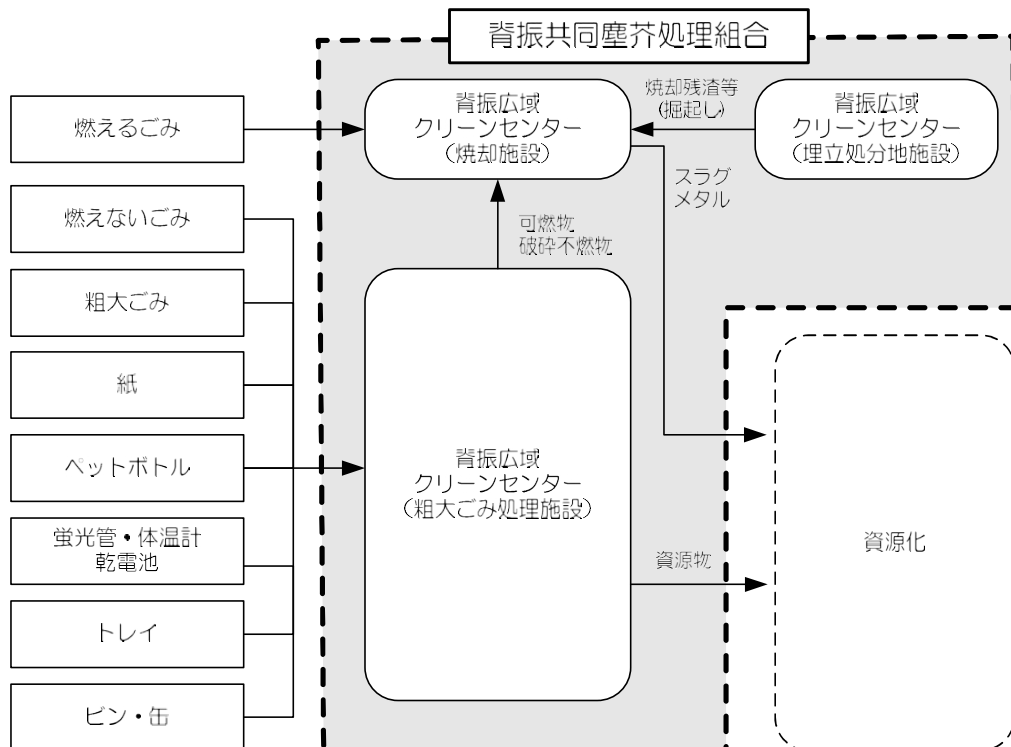 脊振共同塵芥処理組合
燃えるごみ
脊振広域
クリーンセンター
(焼却施設)
焼却残渣等
(掘起し)
脊振広域
クリーンセンター
(埋立処分地施設)
スラグ
メタル
燃えないごみ
可燃物
破砕不燃物
粗大ごみ
紙
ペットボトル
脊振広域
クリーンセンター
(粗大ごみ処理施設)
蛍光管・体温計
乾電池
資源物
資源化
トレイ
ビン・缶